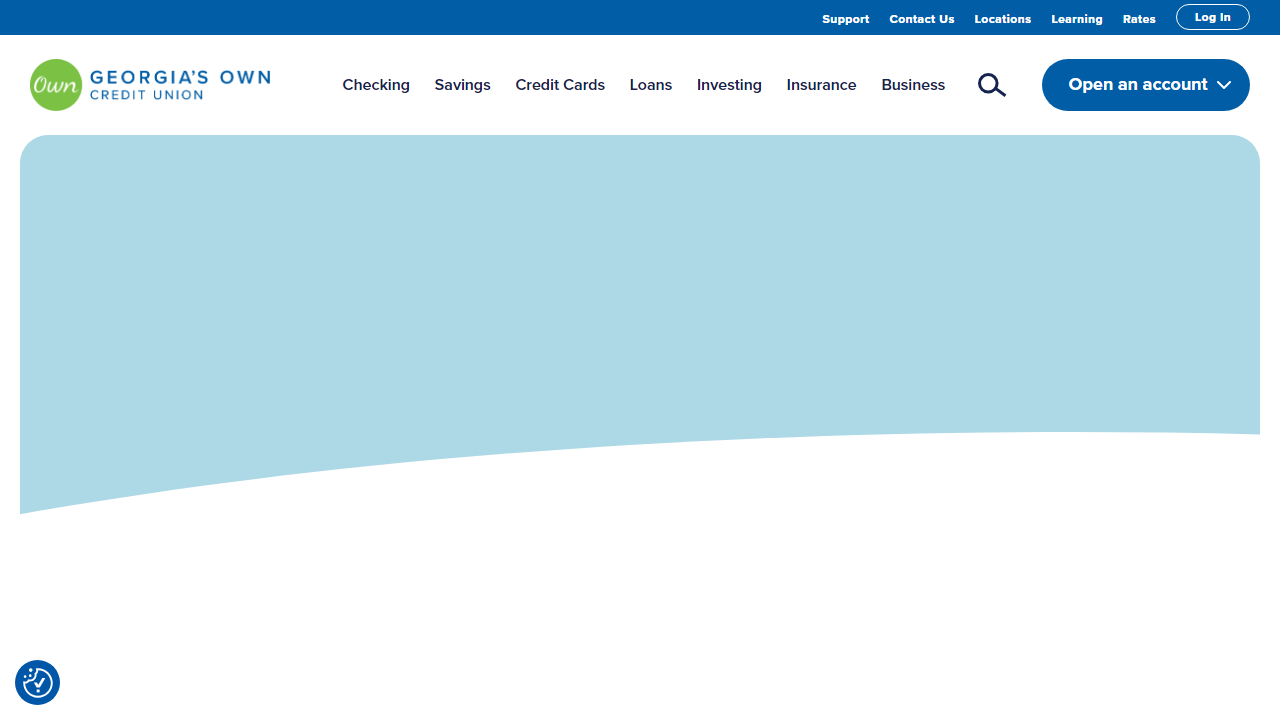 Support Contact Us Locations Learning Rates Log In
Own GEORGIA'S OWN
CREDIT UNION
Checking Savings Credit Cards Loans Investing Insurance Business Open an account